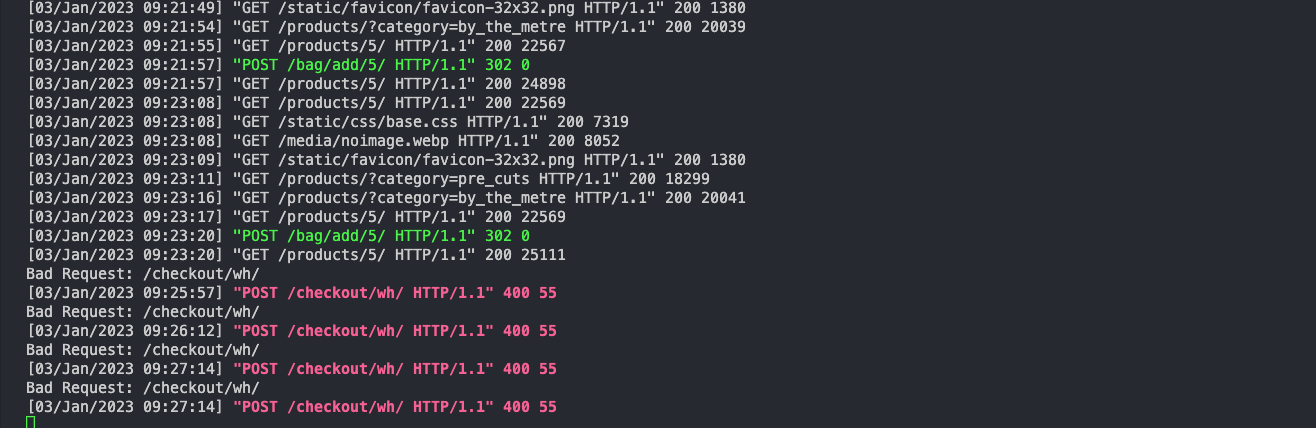 [03/Jan/2023 09:21:49] "GET /static/favicon/favicon-32x32.png HTTP/1.1" 200 1380
[03/Jan/2023 09:21:54] "GET /products/?category=by_the_metre HTTP/1.1" 200 20039
[03/Jan/2023 09:21:55] "GET /products/5/ HTTP/1.1" 200 22567
[03/Jan/2023 09:21:57] "POST /bag/add/5/ HTTP/1.1" 302 0
[03/Jan/2023 09:21:57] "GET /products/5/ HTTP/1.1" 200 24898
[03/Jan/2023 09:23:08] "GET /products/5/ HTTP/1.1" 200 22569
[03/Jan/2023 09:23:08] "GET /static/css/base.css HTTP/1.1" 200 7319
[03/Jan/2023 09:23:08] "GET /media/noimage.webp HTTP/1.1" 200 8052
[03/Jan/2023 09:23:09] "GET /static/favicon/favicon-32x32.png HTTP/1.1" 200 1380
[03/Jan/2023 09:23:11] "GET /products/?category=pre_cuts HTTP/1.1" 200 18299
[03/Jan/2023 09:23:16] "GET /products/?category=by_the_metre HTTP/1.1" 200 20041
[03/Jan/2023 09:23:17] "GET /products/5/ HTTP/1.1" 200 22569
[03/Jan/2023 09:23:20] "POST /bag/add/5/ HTTP/1.1" 302 0
[03/Jan/2023 09:23:20] "GET /products/5/ HTTP/1.1" 200 25111
Bad Request: /checkout/wh/
[03/Jan/2023 09:25:57] "POST /checkout/wh/ HTTP/1.1" 400 55
Bad Request: /checkout/wh/
[03/Jan/2023 09:26:12] "POST /checkout/wh/ HTTP/1.1" 400 55
Bad Request: /checkout/wh/
[03/Jan/2023 09:27:14] "POST /checkout/wh/ HTTP/1.1" 400 55
Bad Request: /checkout/wh/
[03/Jan/2023 09:27:14] "POST /checkout/wh/ HTTP/1.1" 400 55